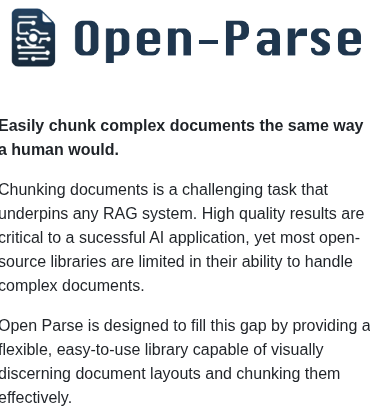 Open-Parse
Easily chunk complex documents the same way
a human would.
Chunking documents is a challenging task that
underpins any RAG system. High quality results are
critical to a sucessful AI application, yet most open-
source libraries are limited in their ability to handle
complex documents.
Open Parse is designed to fill this gap by providing a
flexible, easy-to-use library capable of visually
discerning document layouts and chunking them
effectively.